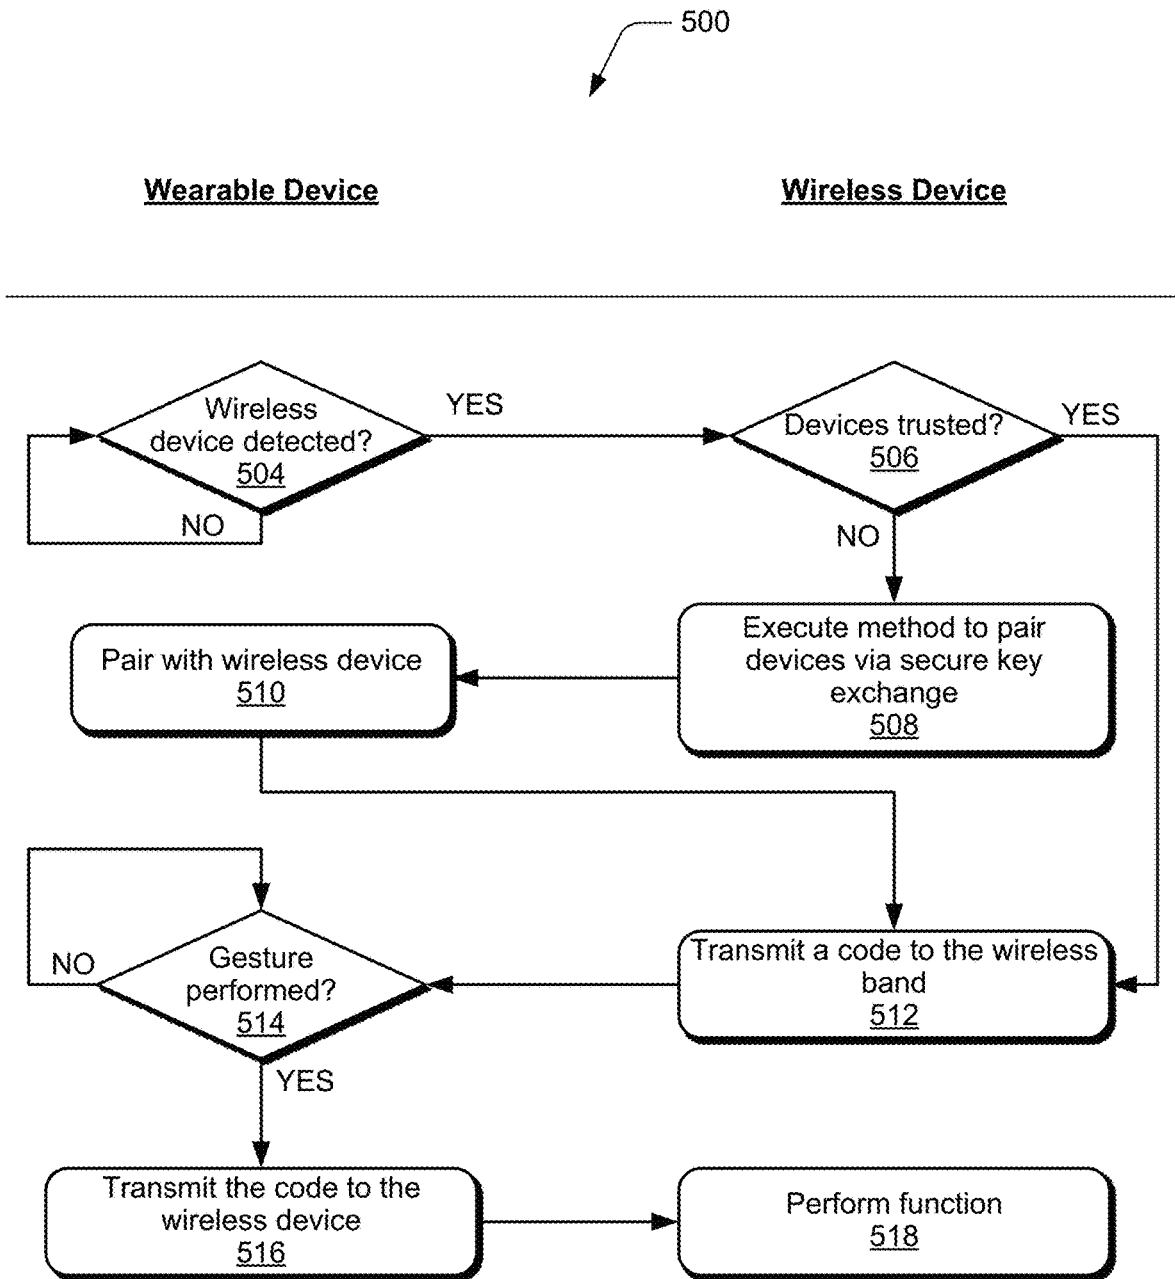 500
Wearable Device
Wireless Device
Wireless
device detected?
504
YES
NO
Devices trusted?
506
YES
NO
Execute method to pair
devices via secure key
exchange
508
Pair with wireless device
510
Transmit a code to the wireless
band
512
Gesture
performed?
514
NO
YES
Transmit the code to the
wireless device
516
Perform function
518